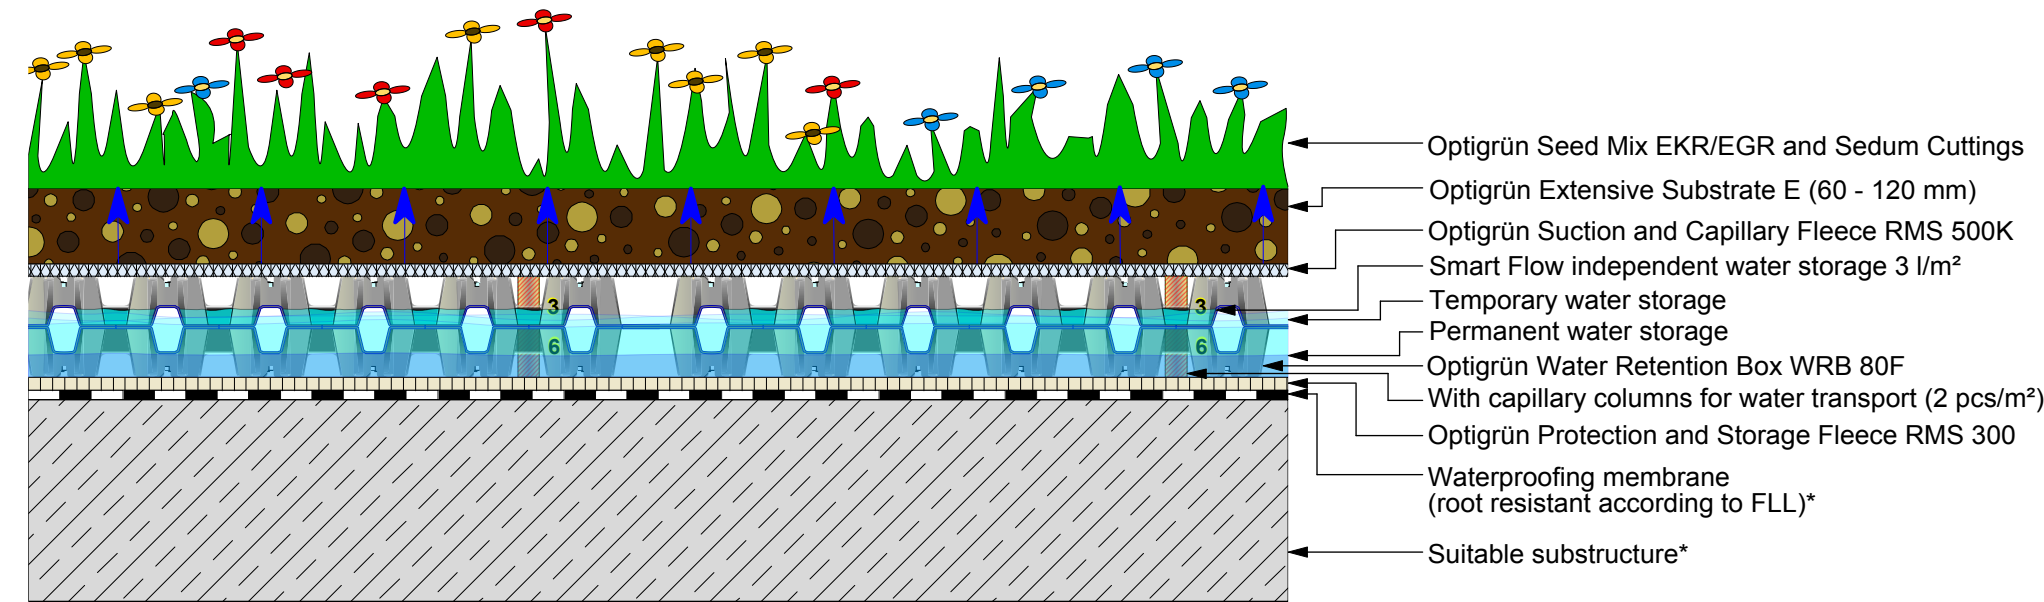 Optigrün Seed Mix EKR/EGR and Sedum Cuttings
Optigrün Extensive Substrate E (60 - 120 mm)
Optigrün Suction and Capillary Fleece RMS 500K
Smart Flow independent water storage 3 l/m²
Temporary water storage
Permanent water storage
Optigrün Water Retention Box WRB 80F
With capillary columns for water transport (2 pcs/m²)
Optigrün Protection and Storage Fleece RMS 300
Waterproofing membrane
(root resistant according to FLL)*
Suitable substructure*
3 3
6 6